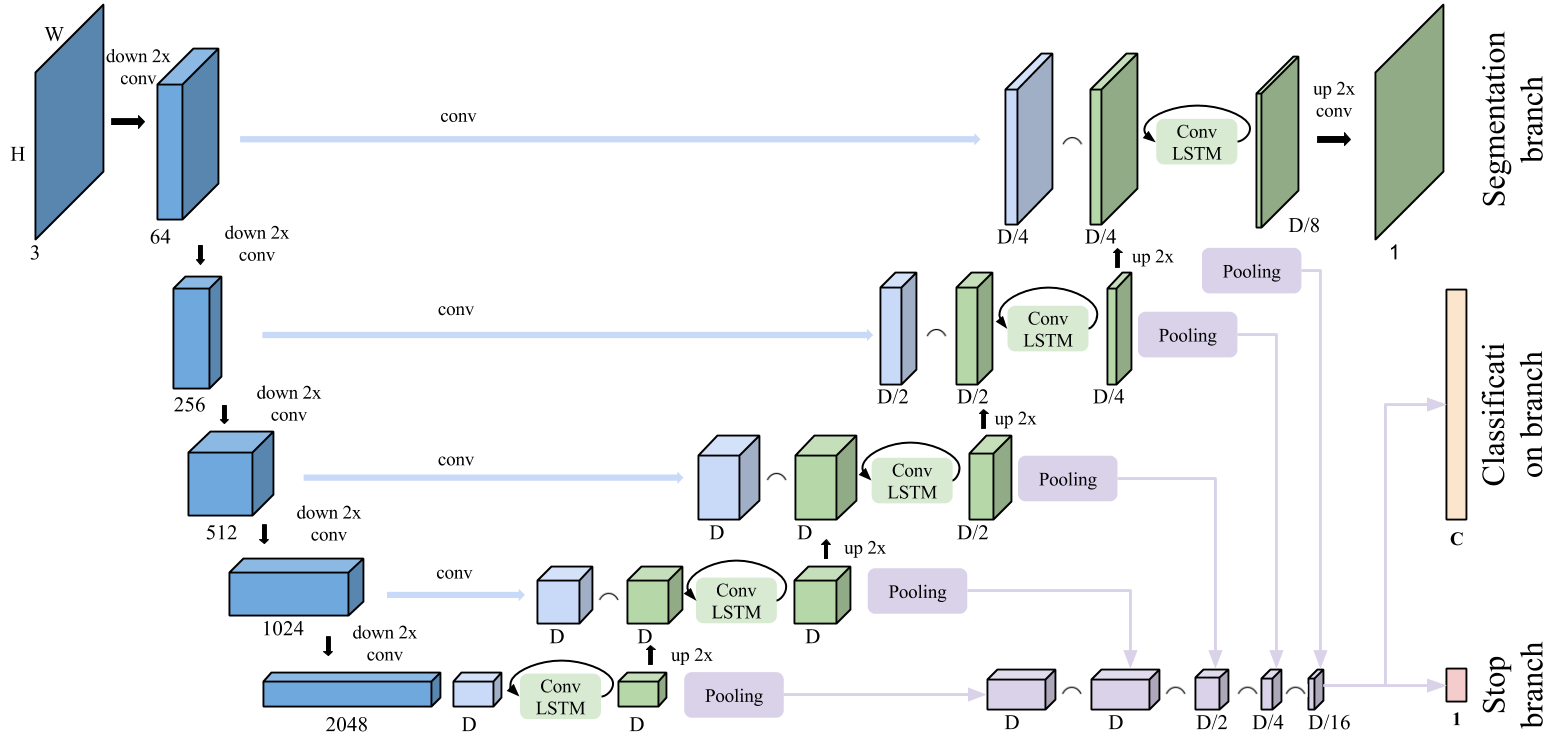 W
down 2x
conv
H
3
64
conv
D/4
D/4
Conv
LSTM
D/8
up 2x
conv
1
Segmentation
branch
down 2x
conv
256
conv
D/2
D/2
Conv
LSTM
D/4
up 2x
Pooling
Pooling
down 2x
conv
512
conv
D
D
Conv
LSTM
D/2
up 2x
Pooling
C
Classificati
on branch
down 2x
conv
1024
conv
D
D
Conv
LSTM
D
up 2x
Pooling
down 2x
conv
2048
D
Conv
LSTM
D
up 2x
Pooling
D
D
D/2
D/4
D/16
1
Stop
branch